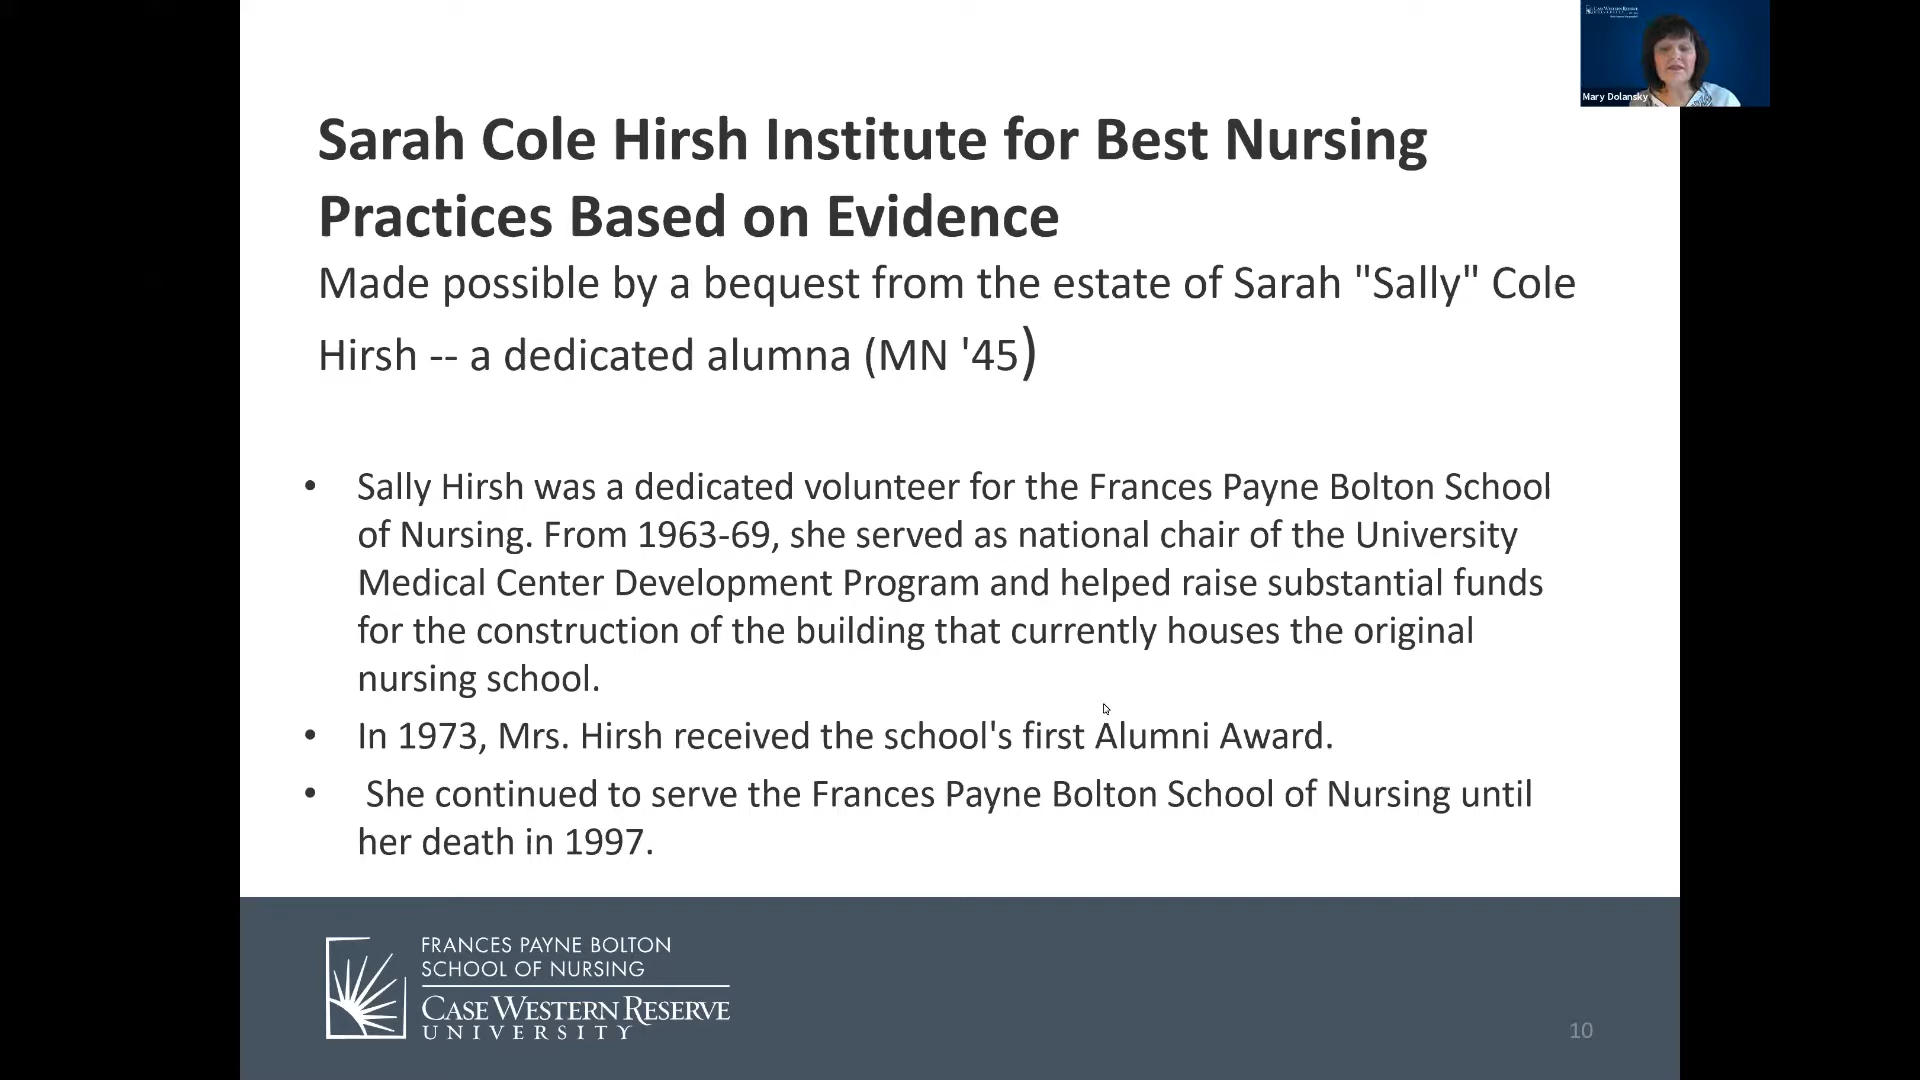 CASE WESTERN RESERVE
UNIVERSITY
Mary Dolansky
Sarah Cole Hirsh Institute for Best Nursing
Practices Based on Evidence
Made possible by a bequest from the estate of Sarah "Sally" Cole
Hirsh -- a dedicated alumna (MN '45)
• Sally Hirsh was a dedicated volunteer for the Frances Payne Bolton School
of Nursing. From 1963-69, she served as national chair of the University
Medical Center Development Program and helped raise substantial funds
for the construction of the building that currently houses the original
nursing school.
• In 1973, Mrs. Hirsh received the school's first Alumni Award.
• She continued to serve the Frances Payne Bolton School of Nursing until
her death in 1997.
FRANCES PAYNE BOLTON
SCHOOL OF NURSING
CASE WESTERN RESERVE
UNIVERSITY
10